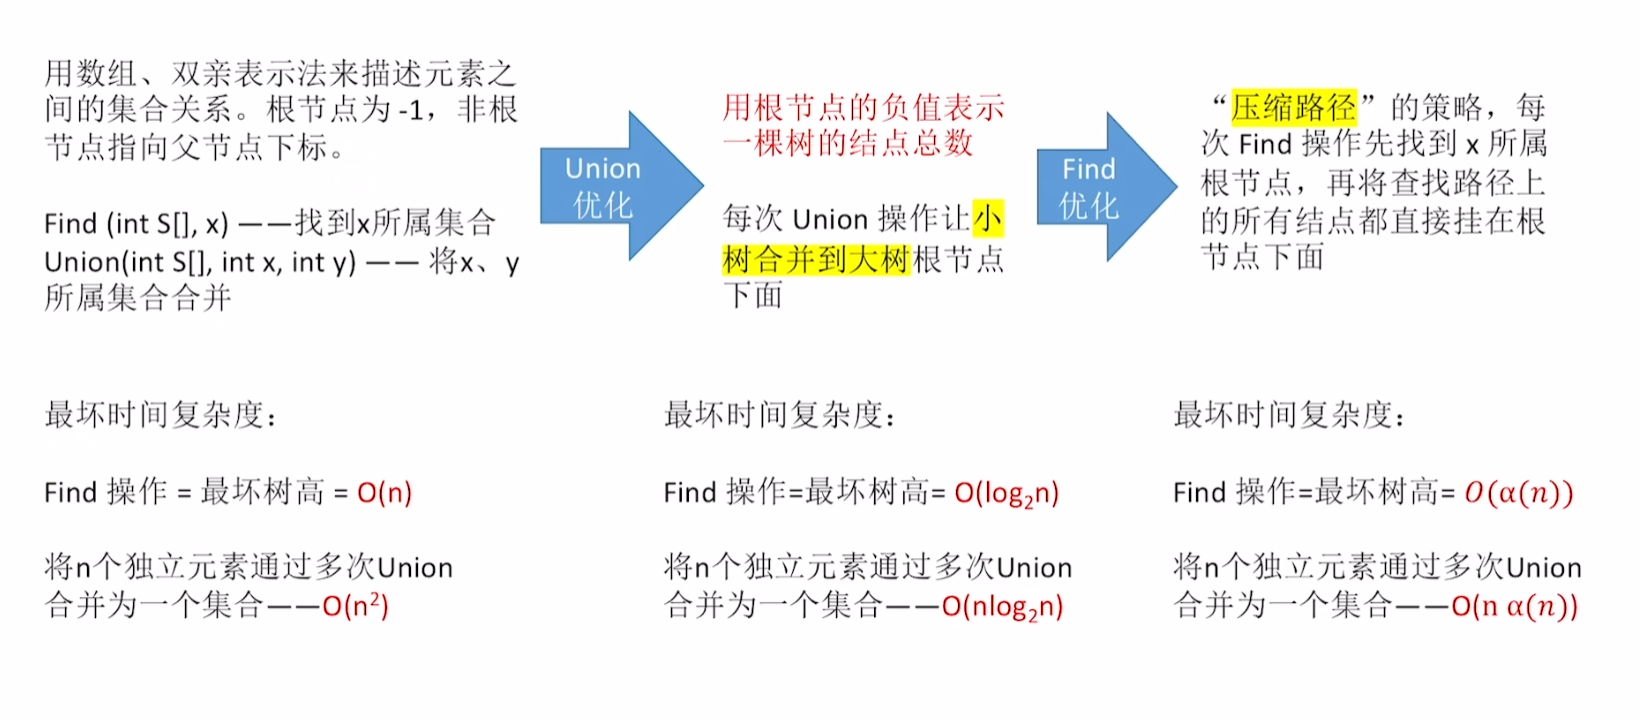 用数组、双亲表示法来描述元素之
间的集合关系。根节点为 -1，非根
节点指向父节点下标。
Find (int S[], x) ——找到x所属集合
Union(int S[], int x, int y) —— 将x、y
所属集合合并
Union
优化
用根节点的负值表示
一棵树的结点总数
每次 Union 操作让小
树合并到大树根节点
下面
Find
优化
“压缩路径”的策略，每
次 Find 操作先找到 x 所属
根节点，再将查找路径上
的所有结点都直接挂在根
节点下面
最坏时间复杂度：
Find 操作 = 最坏树高 = O(n)
将n个独立元素通过多次Union
合并为一个集合——O(n²)
最坏时间复杂度：
Find 操作=最坏树高= O(log₂n)
将n个独立元素通过多次Union
合并为一个集合——O(nlog₂n)
最坏时间复杂度：
Find 操作=最坏树高= O(α(n))
将n个独立元素通过多次Union
合并为一个集合——O(n α(n))